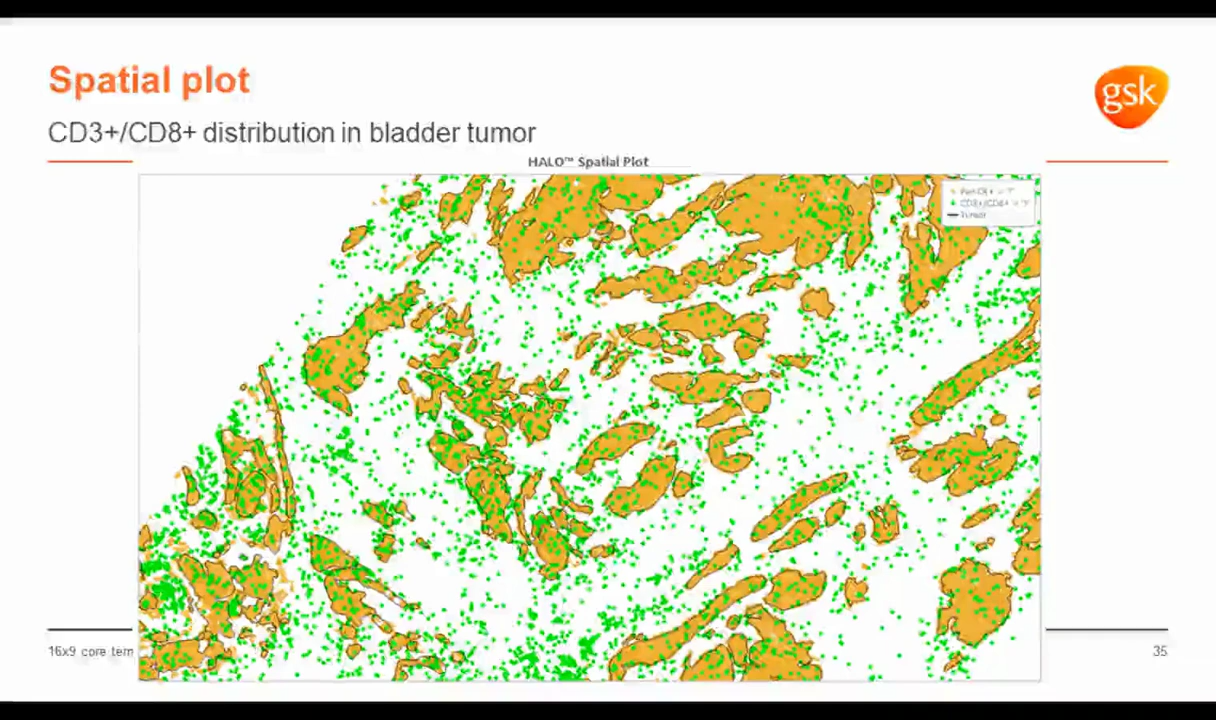 Spatial plot
gsk
CD3+/CD8+ distribution in bladder tumor
HALO™ Spatial Plot
Tumor
16x9 core tem
35